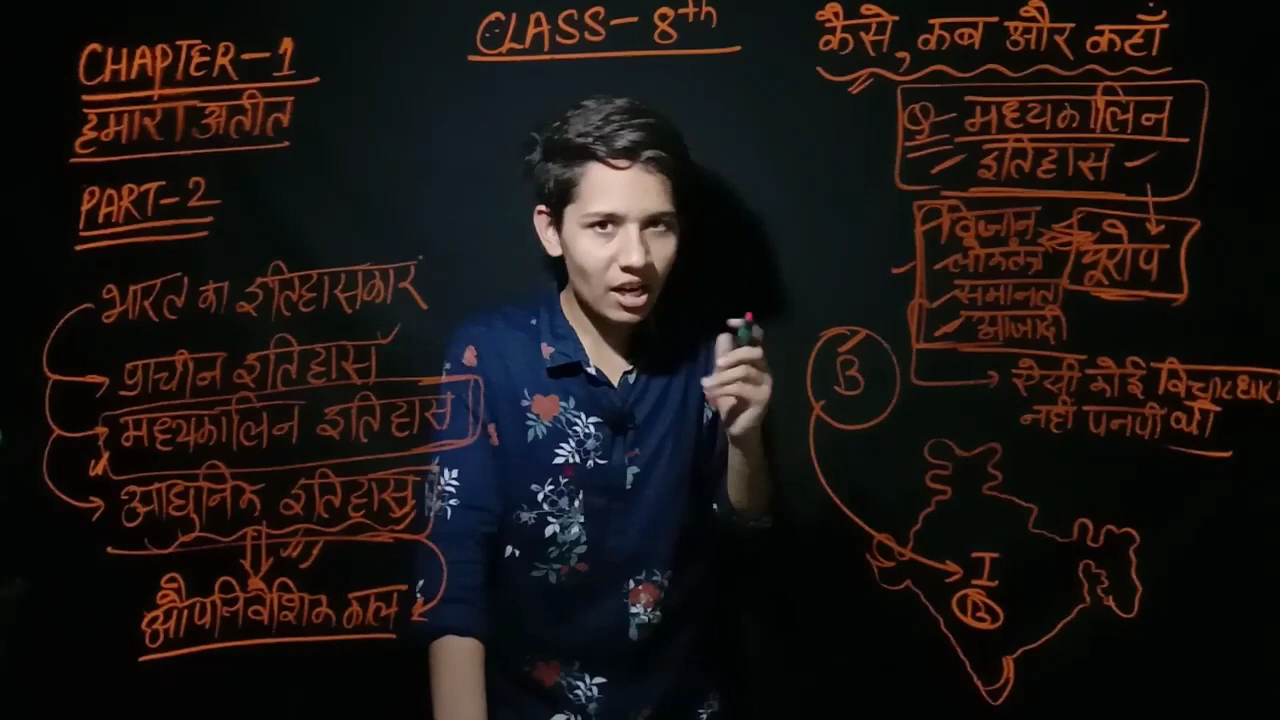 CLASS-8th
CHAPTER-1
हमारा अतीत
PART-2
भारत का इतिहासकार
प्राचीन इतिहास
मध्यकालिन इतिहास
आधुनिक इतिहास
औपनिवेशिक काल
कैसे, कब और कहाँ
Q- मध्यकालिन
इतिहास
विज्ञान
लोकतंत्र
समानता
आजादी
यूरोप
ऐसी कोई विचारधारा
नहीं पनपी थी
B
I
B